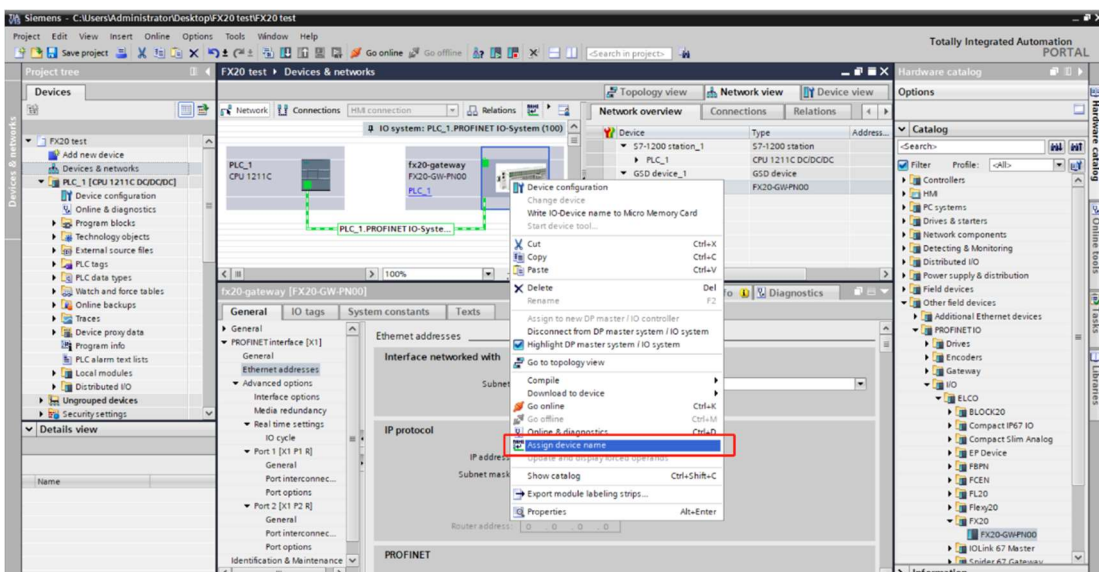 Siemens - C:\Users\Administrator\Desktop\FX20 test\FX20 test
Project Edit View Insert Online Options Tools Window Help
Totally Integrated Automation
PORTAL
Save project
Go online
Go offline
<Search in project>
Project tree
Devices
FX20 test
Add new device
Devices & networks
PLC_1 [CPU 1211C DC/DC/DC]
Device configuration
Online & diagnostics
Program blocks
Technology objects
External source files
PLC tags
PLC data types
Watch and force tables
Online backups
Traces
Device proxy data
Program info
PLC alarm text lists
Local modules
Distributed I/O
Ungrouped devices
Security settings
Details view
Name
Devices & networks
FX20 test ▸ Devices & networks
Topology view
Network view
Device view
Network
Connections
HMI connection
Relations
IO system: PLC_1.PROFINET IO-System (100)
PLC_1
CPU 1211C
fx20-gateway
FX20-GW-PN00
PLC_1
PLC_1.PROFINET IO-Syste...
100%
Network overview
Connections
Relations
Device
Type
Address...
S7-1200 station_1
S7-1200 station
PLC_1
CPU 1211C DC/DC/DC
GSD device_1
GSD device
FX20-GW-PN00
Device configuration
Change device
Write IO-Device name to Micro Memory Card
Start device tool...
Cut Ctrl+X
Copy Ctrl+C
Paste Ctrl+V
Delete Del
Rename F2
Assign to new DP master / IO controller
Disconnect from DP master system / IO system
Highlight DP master system / IO system
Go to topology view
Compile
Download to device
Go online Ctrl+K
Go offline Ctrl+M
Online & diagnostics Ctrl+D
Assign device name
Update and display forced operands
Show catalog Ctrl+Shift+C
Export module labeling strips...
Properties Alt+Enter
fx20-gateway [FX20-GW-PN00]
Diagnostics
General
IO tags
System constants
Texts
General
PROFINET interface [X1]
General
Ethernet addresses
Advanced options
Interface options
Media redundancy
Real time settings
IO cycle
Port 1 [X1 P1 R]
General
Port interconnec...
Port options
Port 2 [X1 P2 R]
General
Port interconnec...
Port options
Identification & Maintenance
Ethernet addresses
Interface networked with
Subnet
IP protocol
IP address
Subnet mask
Router address: 0 . 0 . 0 . 0
PROFINET
Hardware catalog
Options
Catalog
<Search>
Filter Profile: <All>
Controllers
HMI
PC systems
Drives & starters
Network components
Detecting & Monitoring
Distributed I/O
Power supply & distribution
Field devices
Other field devices
Additional Ethernet devices
PROFINET IO
Drives
Encoders
Gateway
I/O
ELCO
BLOCK20
Compact IP67 IO
Compact Slim Analog
EP Device
FBPN
FCEN
FL20
Flexy20
FX20
FX20-GW-PN00
IOLink 67 Master
Spider 67 Gateway
Information
Hardware catalog
Online tools
Tasks
Libraries